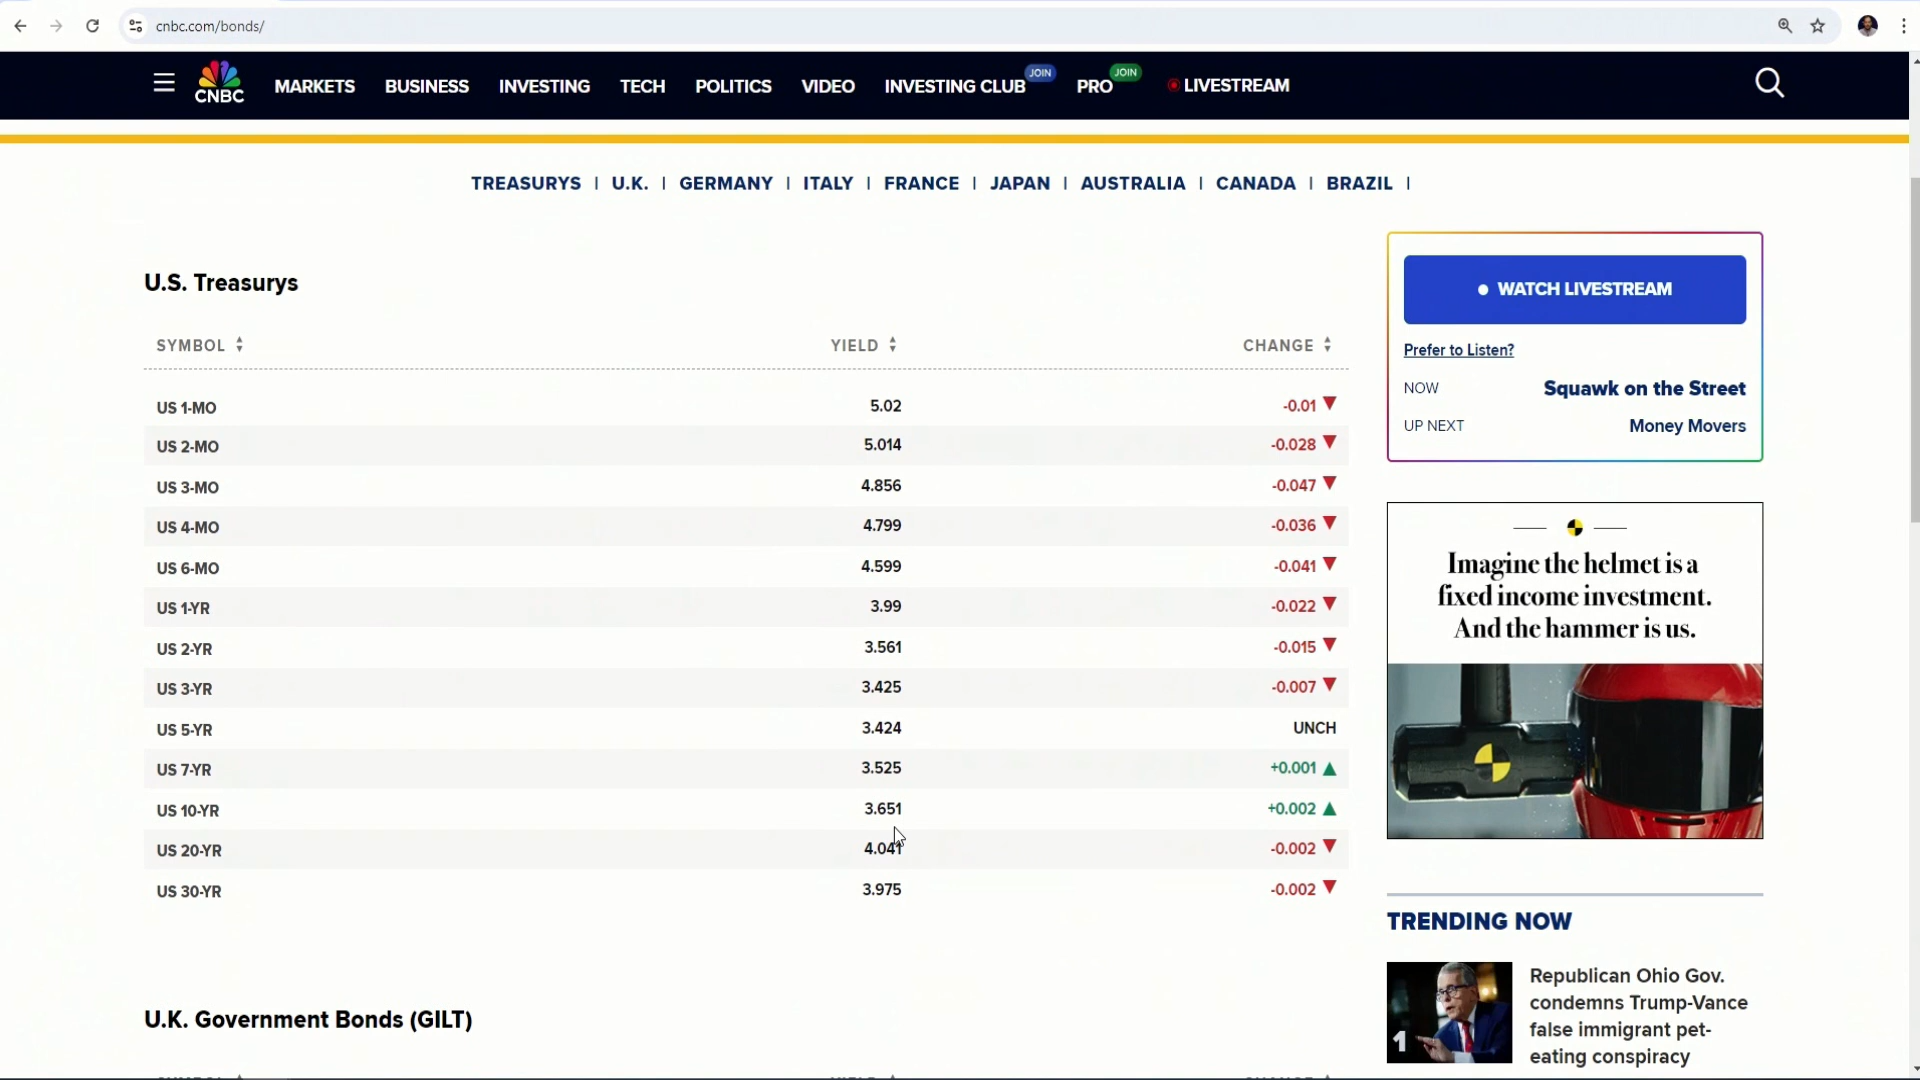 cnbc.com/bonds/
CNBC
MARKETS BUSINESS INVESTING TECH POLITICS VIDEO INVESTING CLUB JOIN PRO JOIN LIVESTREAM
TREASURYS | U.K. | GERMANY | ITALY | FRANCE | JAPAN | AUSTRALIA | CANADA | BRAZIL |
U.S. Treasurys
SYMBOL YIELD CHANGE
US 1-MO 5.02 -0.01
US 2-MO 5.014 -0.028
US 3-MO 4.856 -0.047
US 4-MO 4.799 -0.036
US 6-MO 4.599 -0.041
US 1-YR 3.99 -0.022
US 2-YR 3.561 -0.015
US 3-YR 3.425 -0.007
US 5-YR 3.424 UNCH
US 7-YR 3.525 +0.001
US 10-YR 3.651 +0.002
US 20-YR 4.041 -0.002
US 30-YR 3.975 -0.002
U.K. Government Bonds (GILT)
SYMBOL YIELD CHANGE
WATCH LIVESTREAM
Prefer to Listen?
NOW Squawk on the Street
UP NEXT Money Movers
Imagine the helmet is a
fixed income investment.
And the hammer is us.
TRENDING NOW
1
Republican Ohio Gov.
condemns Trump-Vance
false immigrant pet-
eating conspiracy